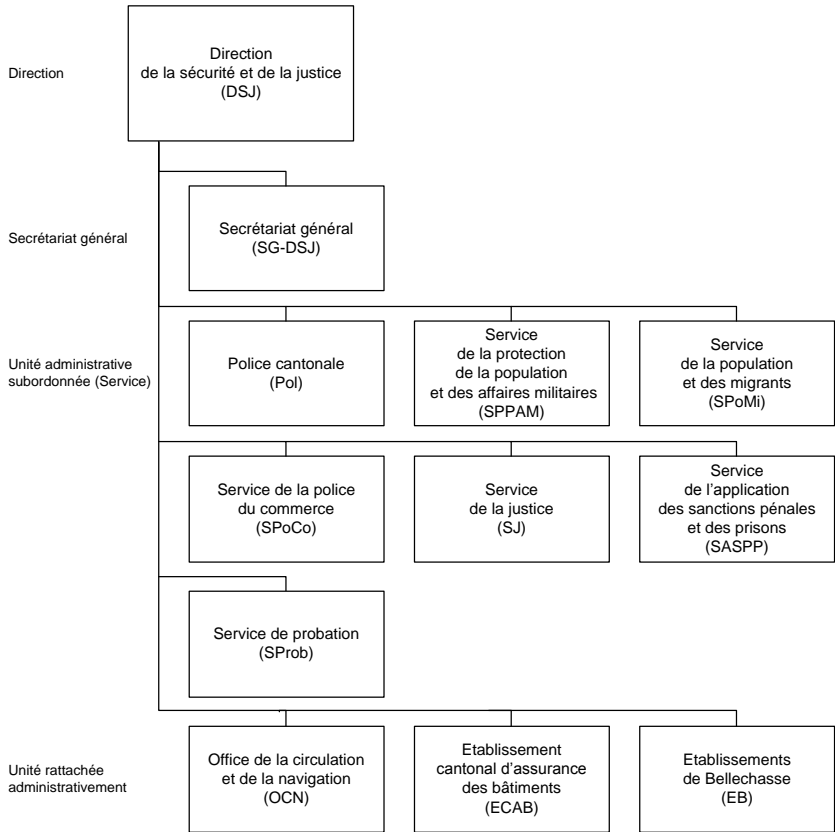 Direction
Direction
de la sécurité et de la justice
(DSJ)
Secrétariat général
Secrétariat général
(SG-DSJ)
Unité administrative
subordonnée (Service)
Police cantonale
(Pol)
Service
de la protection
de la population
et des affaires militaires
(SPPAM)
Service
de la population
et des migrants
(SPoMi)
Service de la police
du commerce
(SPoCo)
Service
de la justice
(SJ)
Service
de l'application
des sanctions pénales
et des prisons
(SASPP)
Service de probation
(SProb)
Unité rattachée
administrativement
Office de la circulation
et de la navigation
(OCN)
Etablissement
cantonal d'assurance
des bâtiments
(ECAB)
Etablissements
de Bellechasse
(EB)